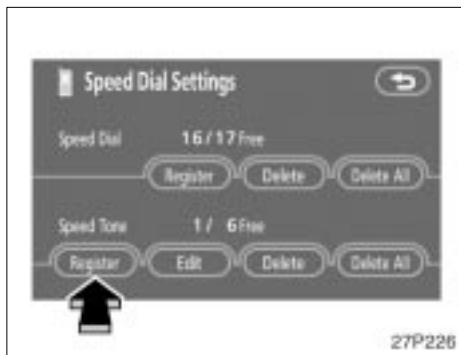 Speed Dial Settings
Speed Dial 16/17 Free
Register Delete Delete All
Speed Tone 1/ 6 Free
Register Edit Delete Delete All
27P226